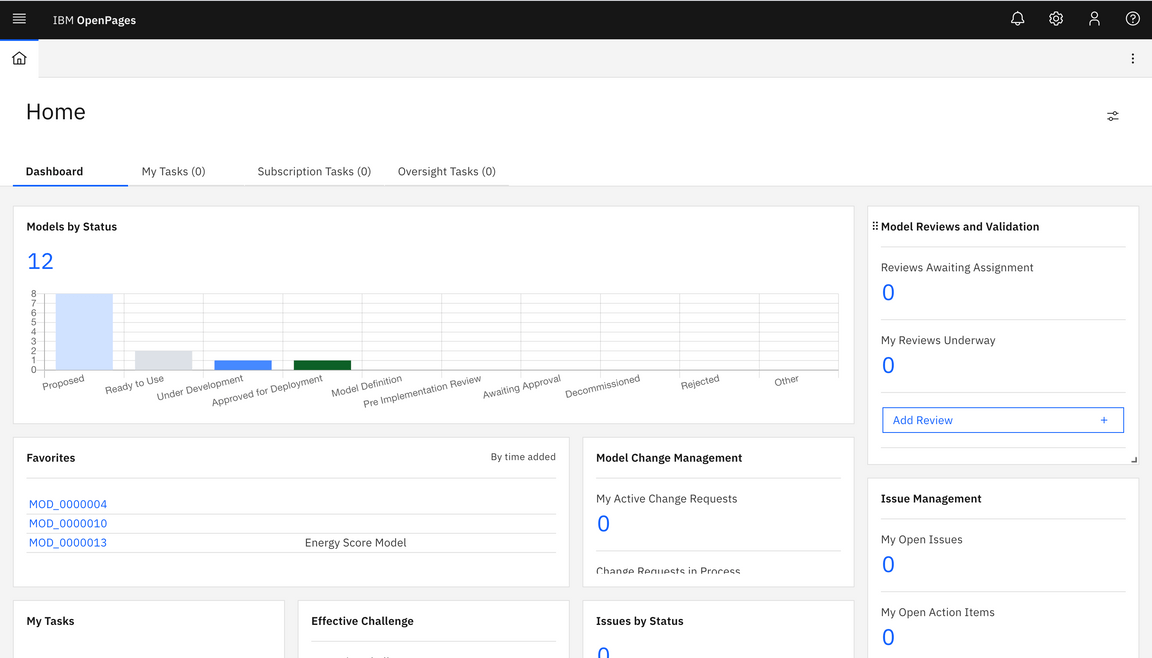 IBM OpenPages
Home
Dashboard
My Tasks (0)
Subscription Tasks (0)
Oversight Tasks (0)
Models by Status
12
8
7
6
5
4
3
2
1
0
Proposed
Ready to Use
Under Development
Approved for Deployment
Model Definition
Pre Implementation Review
Awaiting Approval
Decommissioned
Rejected
Other
Model Reviews and Validation
Reviews Awaiting Assignment
0
My Reviews Underway
0
Add Review +
Favorites
By time added
MOD_0000004
MOD_0000010
MOD_0000013 Energy Score Model
Model Change Management
My Active Change Requests
0
Change Requests in Process
Issue Management
My Open Issues
0
My Open Action Items
0
My Tasks
Effective Challenge
Issues by Status
0